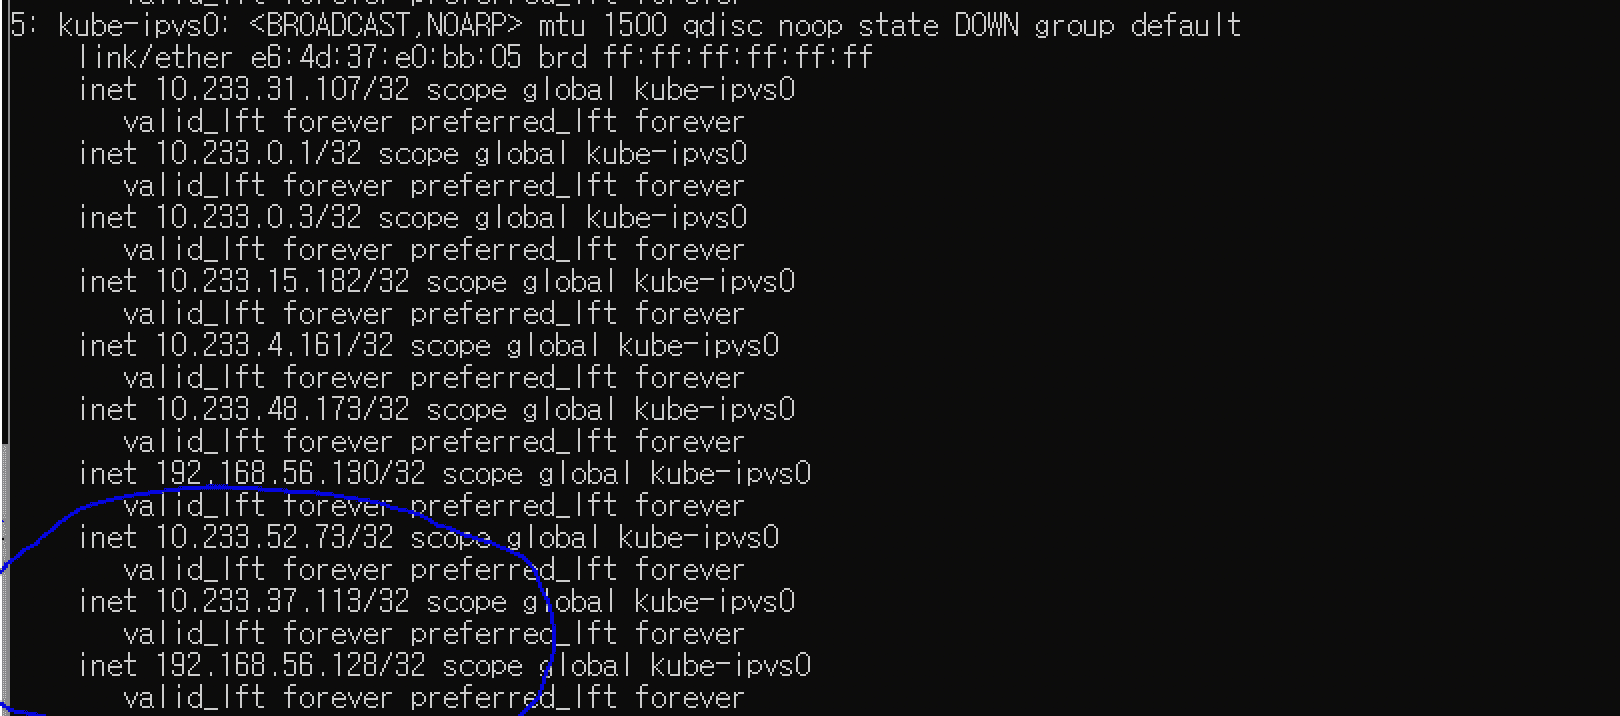 5: kube-ipvs0: <BROADCAST,NOARP> mtu 1500 qdisc noop state DOWN group default
link/ether e6:4d:37:e0:bb:05 brd ff:ff:ff:ff:ff:ff
inet 10.233.31.107/32 scope global kube-ipvs0
valid_lft forever preferred_lft forever
inet 10.233.0.1/32 scope global kube-ipvs0
valid_lft forever preferred_lft forever
inet 10.233.0.3/32 scope global kube-ipvs0
valid_lft forever preferred_lft forever
inet 10.233.15.182/32 scope global kube-ipvs0
valid_lft forever preferred_lft forever
inet 10.233.4.161/32 scope global kube-ipvs0
valid_lft forever preferred_lft forever
inet 10.233.48.173/32 scope global kube-ipvs0
valid_lft forever preferred_lft forever
inet 192.168.56.130/32 scope global kube-ipvs0
valid_lft forever preferred_lft forever
inet 10.233.52.73/32 scope global kube-ipvs0
valid_lft forever preferred_lft forever
inet 10.233.37.113/32 scope global kube-ipvs0
valid_lft forever preferred_lft forever
inet 192.168.56.128/32 scope global kube-ipvs0
valid_lft forever preferred_lft forever